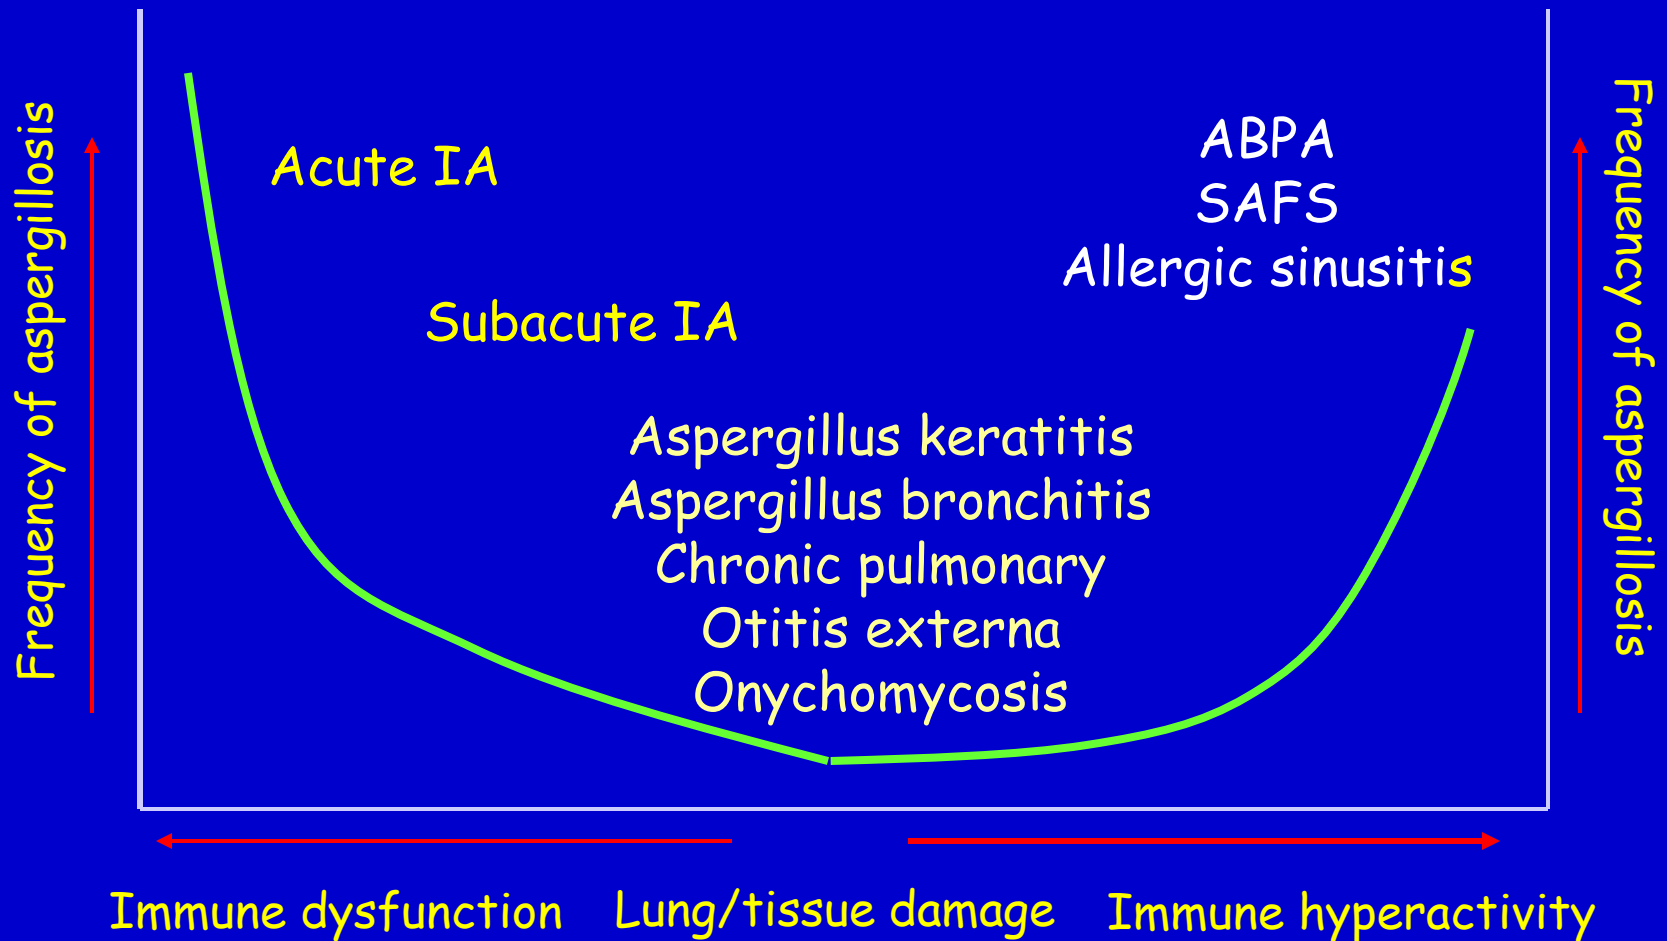 Frequency of aspergillosis
Acute IA
Subacute IA
ABPA
SAFS
Allergic sinusitis
Aspergillus keratitis
Aspergillus bronchitis
Chronic pulmonary
Otitis externa
Onychomycosis
Frequency of aspergillosis
Immune dysfunction
Lung/tissue damage
Immune hyperactivity